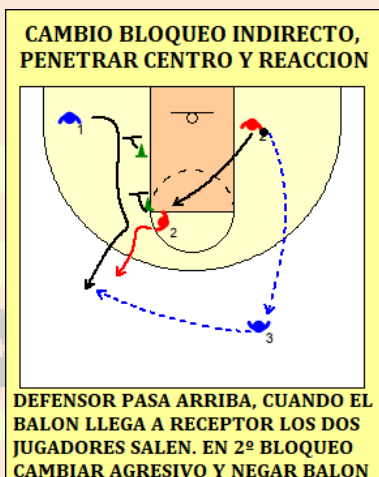 CAMBIO BLOQUEO INDIRECTO,
PENETRAR CENTRO Y REACCION
1
2
2
3
DEFENSOR PASA ARRIBA, CUANDO EL
BALON LLEGA A RECEPTOR LOS DOS
JUGADORES SALEN. EN 2º BLOQUEO
CAMBIAR AGRESIVO Y NEGAR BALON